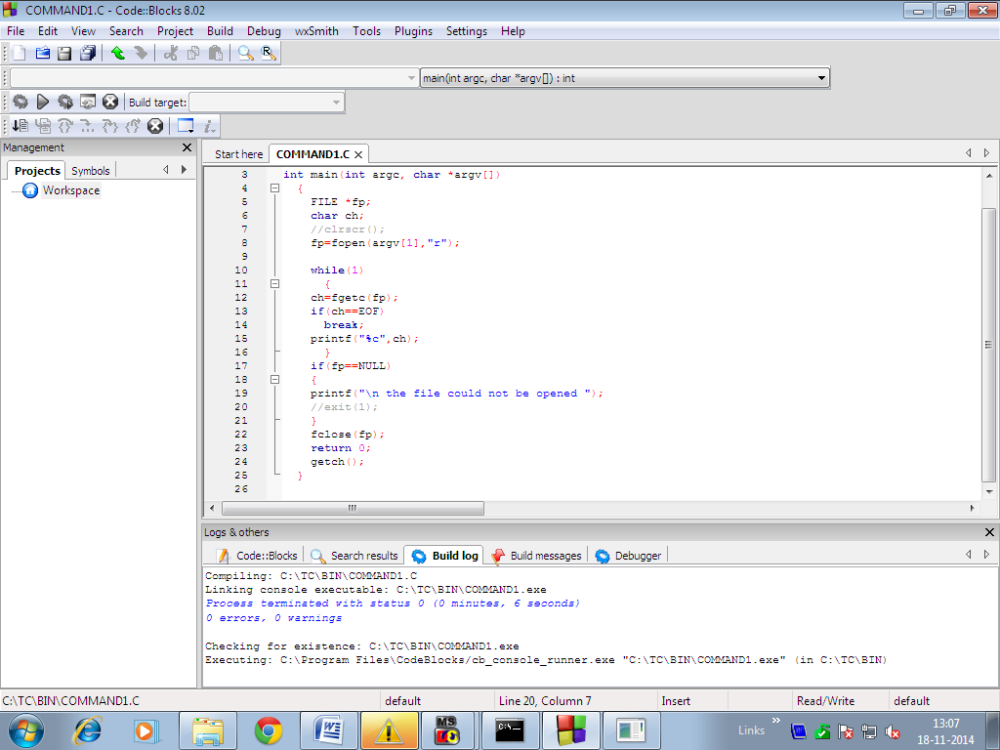 COMMAND1.C - Code::Blocks 8.02
File Edit View Search Project Build Debug wxSmith Tools Plugins Settings Help
main(int argc, char *argv[]) : int
Build target:
Management
Projects Symbols
Workspace
Start here COMMAND1.C
3 int main(int argc, char *argv[])
4 {
5 FILE *fp;
6 char ch;
7 //clrscr();
8 fp=fopen(argv[1],"r");
9
10 while(1)
11 {
12 ch=fgetc(fp);
13 if(ch==EOF)
14 break;
15 printf("%c",ch);
16 }
17 if(fp==NULL)
18 {
19 printf("\n the file could not be opened ");
20 //exit(1);
21 }
22 fclose(fp);
23 return 0;
24 getch();
25 }
26
Logs & others
Code::Blocks Search results Build log Build messages Debugger
Compiling: C:\TC\BIN\COMMAND1.C
Linking console executable: C:\TC\BIN\COMMAND1.exe
Process terminated with status 0 (0 minutes, 6 seconds)
0 errors, 0 warnings
Checking for existence: C:\TC\BIN\COMMAND1.exe
Executing: C:\Program Files\CodeBlocks/cb_console_runner.exe "C:\TC\BIN\COMMAND1.exe" (in C:\TC\BIN)
C:\TC\BIN\COMMAND1.C default Line 20, Column 7 Insert Read/Write default
MS
C:\_
Links
13:07
18-11-2014